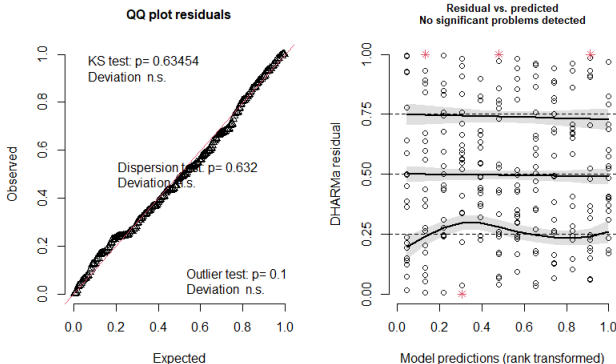 QQ plot residuals
KS test: p= 0.63454
Deviation n.s.
Dispersion test: p= 0.632
Deviation n.s.
Outlier test: p= 0.1
Deviation n.s.
Observed
0.0 0.2 0.4 0.6 0.8 1.0
0.0 0.2 0.4 0.6 0.8 1.0
Expected
Residual vs. predicted
No significant problems detected
DHARMa residual
0.00 0.25 0.50 0.75 1.00
0.0 0.2 0.4 0.6 0.8 1.0
Model predictions (rank transformed)